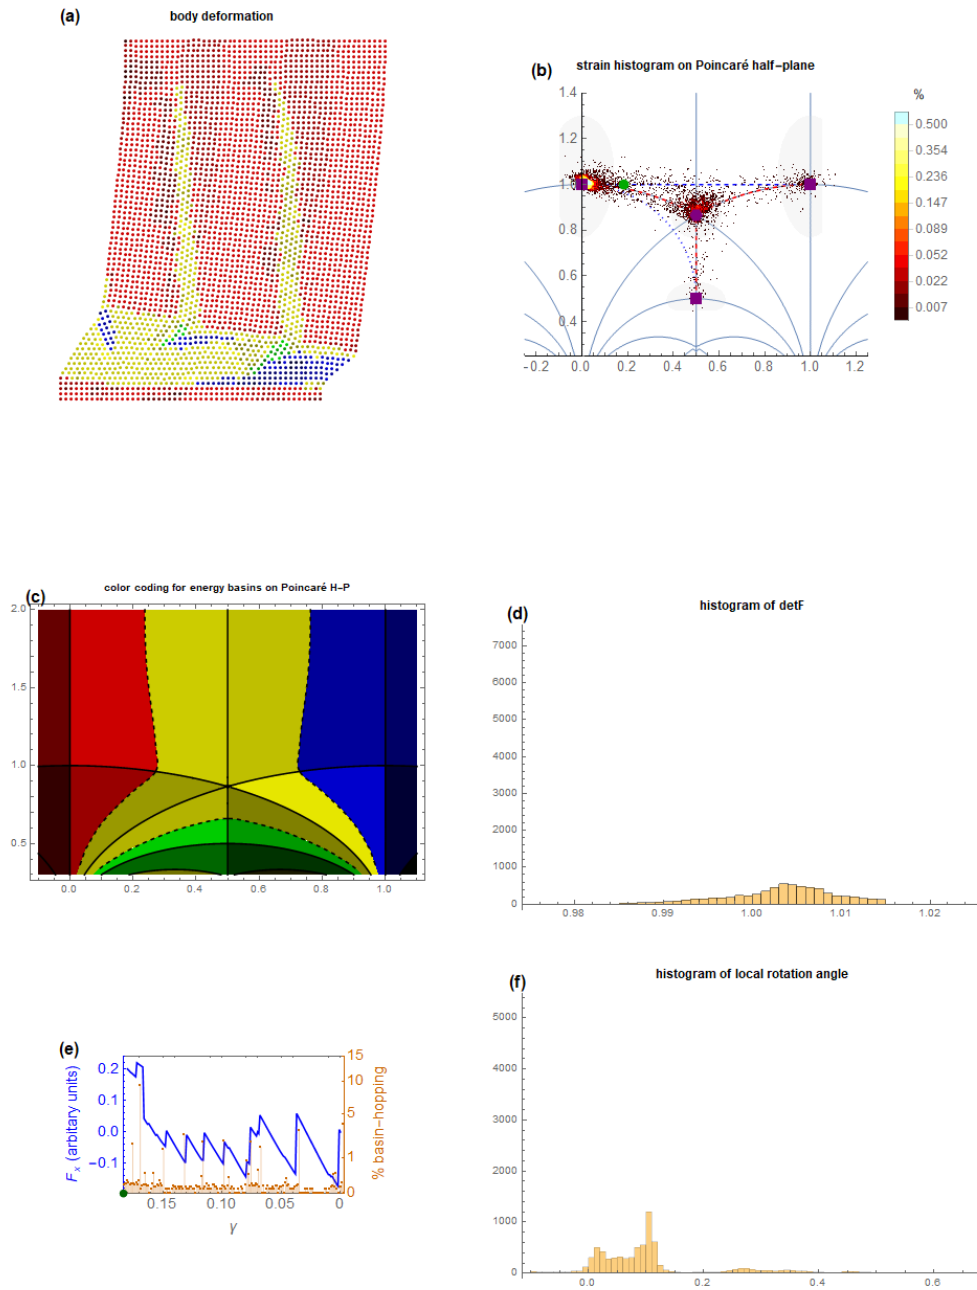 (a)
body deformation
(b)
strain histogram on Poincaré half-plane
%
1.4
1.2
1.0
0.8
0.6
0.4
-0.2 0.0 0.2 0.4 0.6 0.8 1.0 1.2
0.500
0.354
0.236
0.147
0.089
0.052
0.022
0.007
(c)
color coding for energy basins on Poincaré H-P
2.0
1.5
1.0
0.5
0.0 0.2 0.4 0.6 0.8 1.0
(d)
histogram of detF
7000
6000
5000
4000
3000
2000
1000
0
0.98 0.99 1.00 1.01 1.02
(e)
F x (arbitary units)
0.2
0.1
0.0
-0.1
15
10
5
1
0
% basin-hopping
0.15 0.10 0.05 0
γ
(f)
histogram of local rotation angle
5000
4000
3000
2000
1000
0
0.0 0.2 0.4 0.6